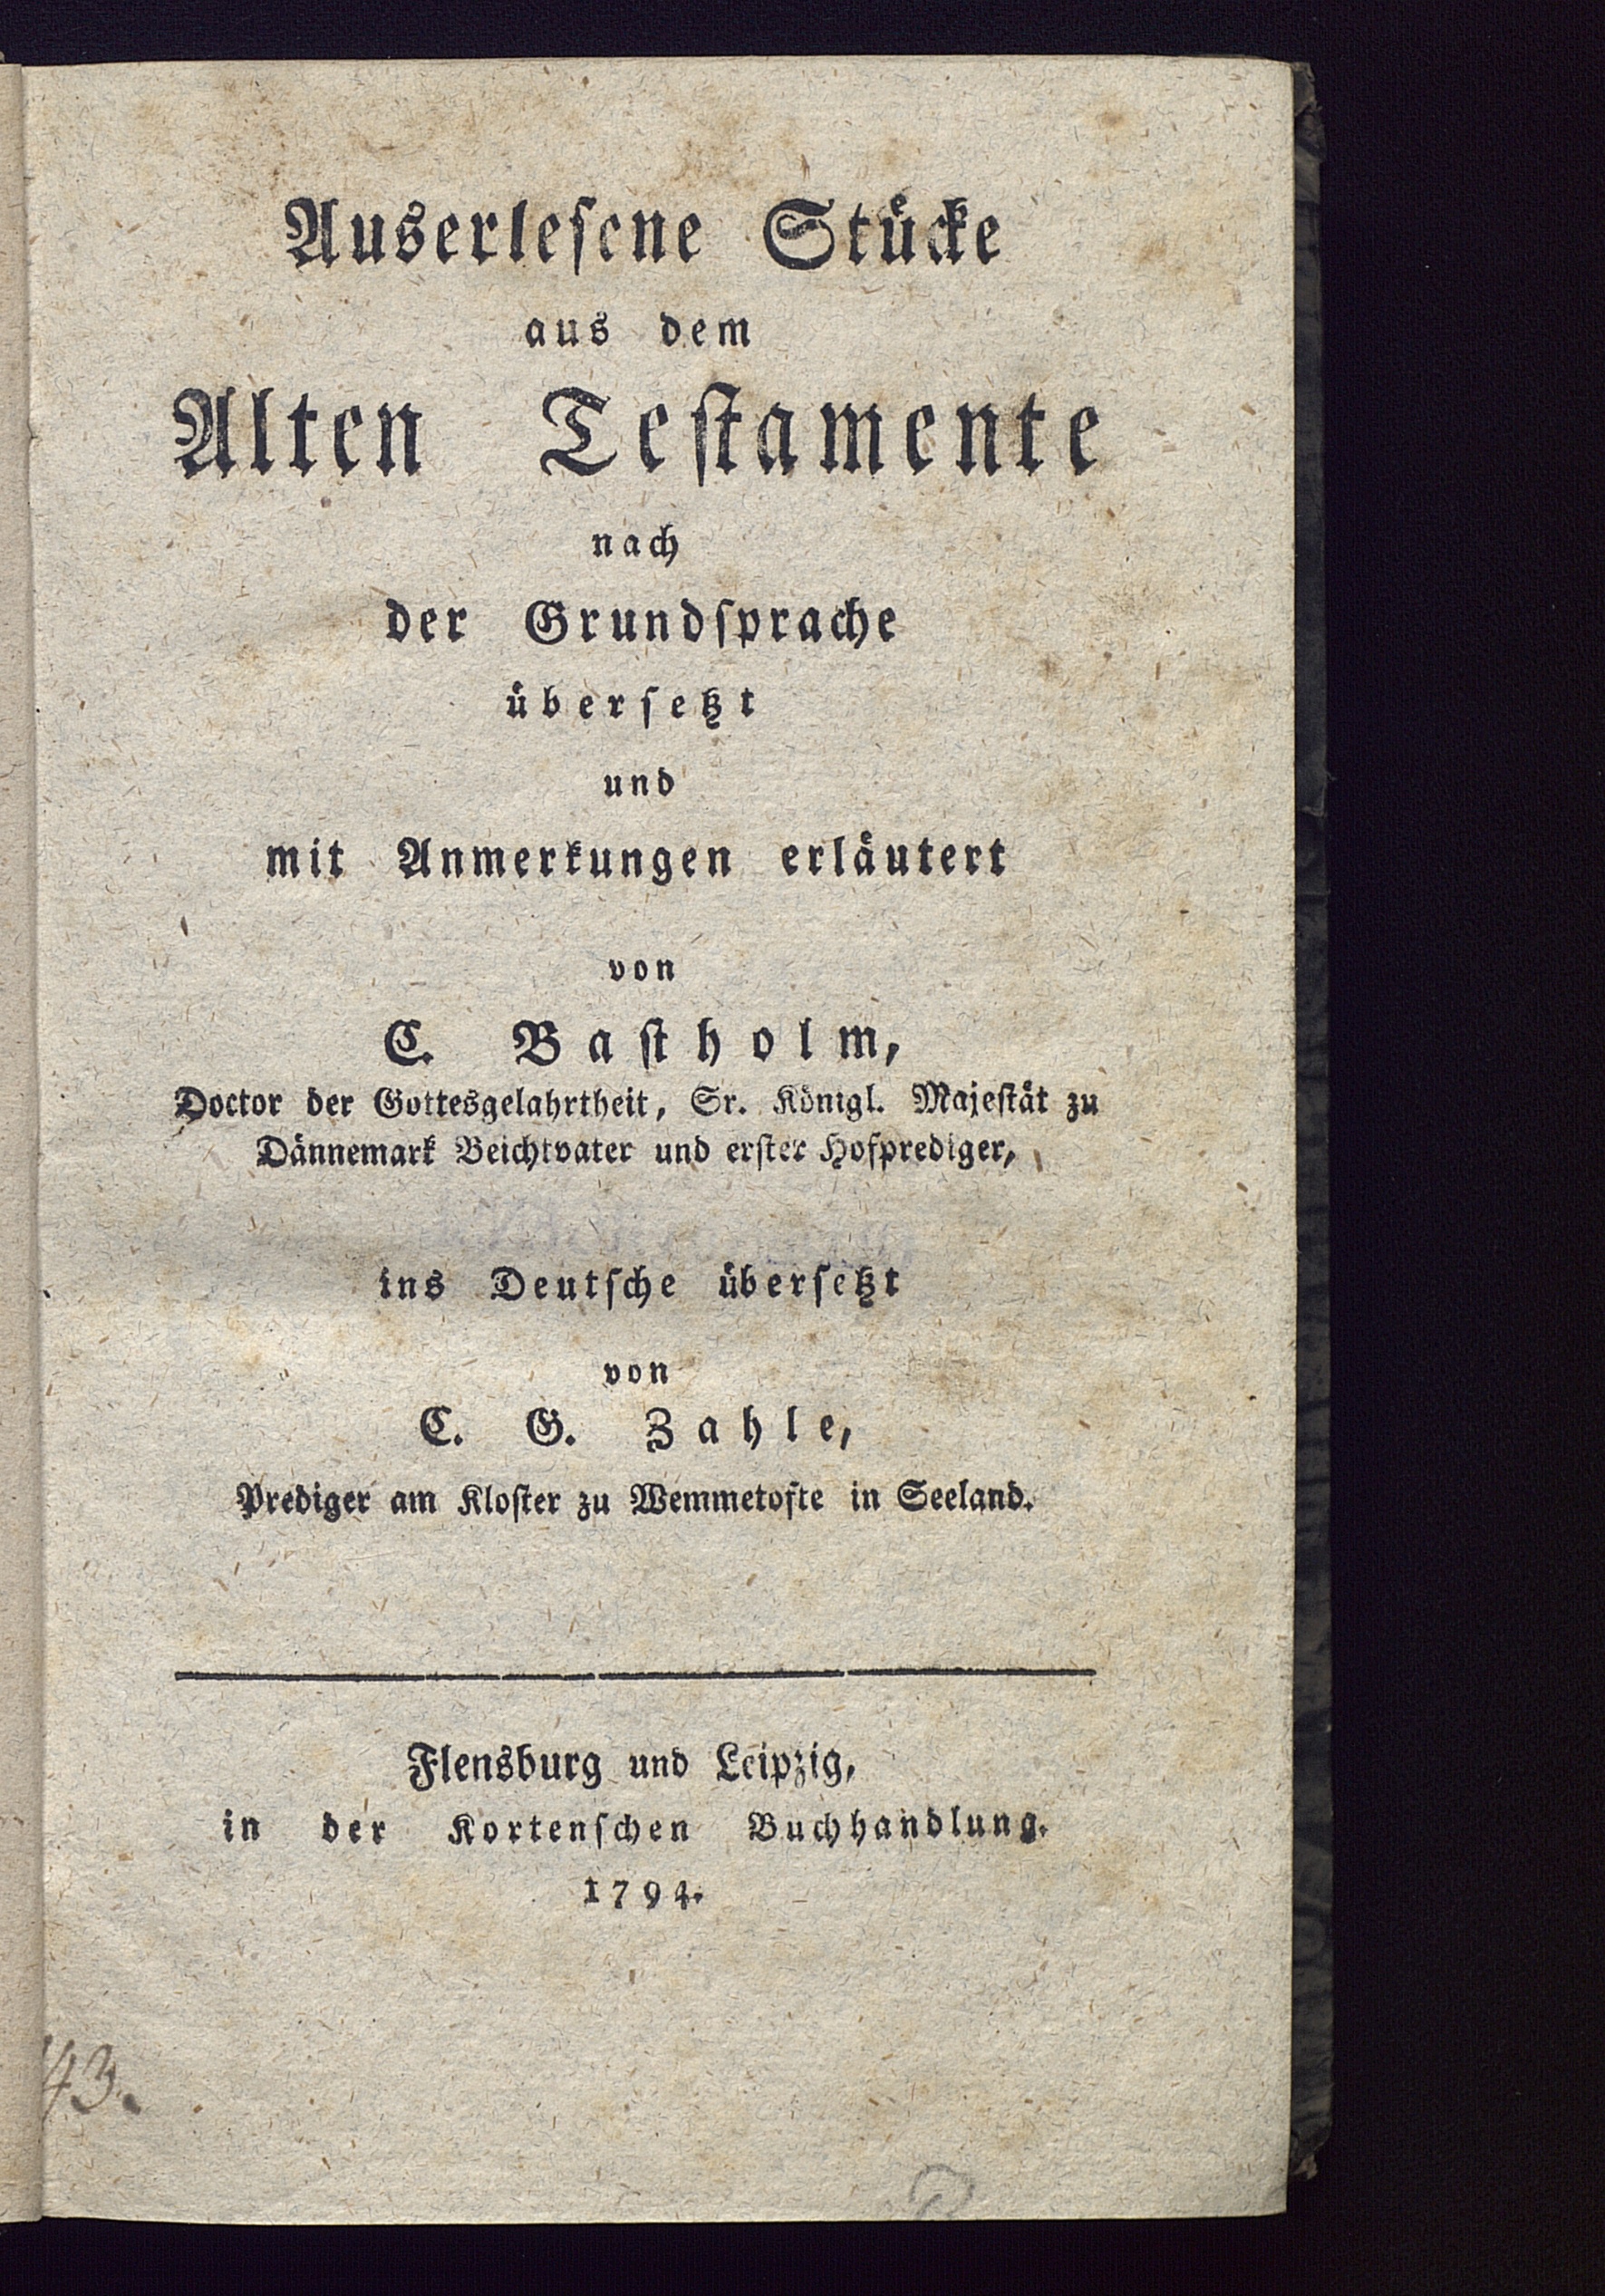 Auserlesene Stücke
aus dem
Alten Testamente
nach
der Grundsprache
übersetzt
und
mit Anmerkungen erläutert
von
C. Bastholm,
Doctor der Gottesgelahrtheit, Sr. Königl. Majestät zu
Dännemark Beichtvater und erster Hofprediger,
ins Deutsche übersetzt
von
C. G. Zahle,
Prediger am Kloster zu Wemmetofte in Seeland.
Flensburg und Leipzig,
in der Kortenschen Buchhandlung.
1794.
43.